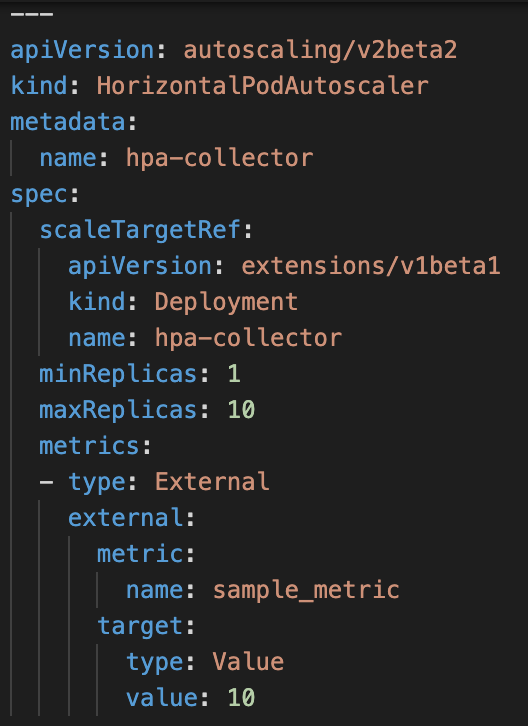 ---
apiVersion: autoscaling/v2beta2
kind: HorizontalPodAutoscaler
metadata:
  name: hpa-collector
spec:
  scaleTargetRef:
    apiVersion: extensions/v1beta1
    kind: Deployment
    name: hpa-collector
  minReplicas: 1
  maxReplicas: 10
  metrics:
  - type: External
    external:
      metric:
        name: sample_metric
      target:
        type: Value
        value: 10